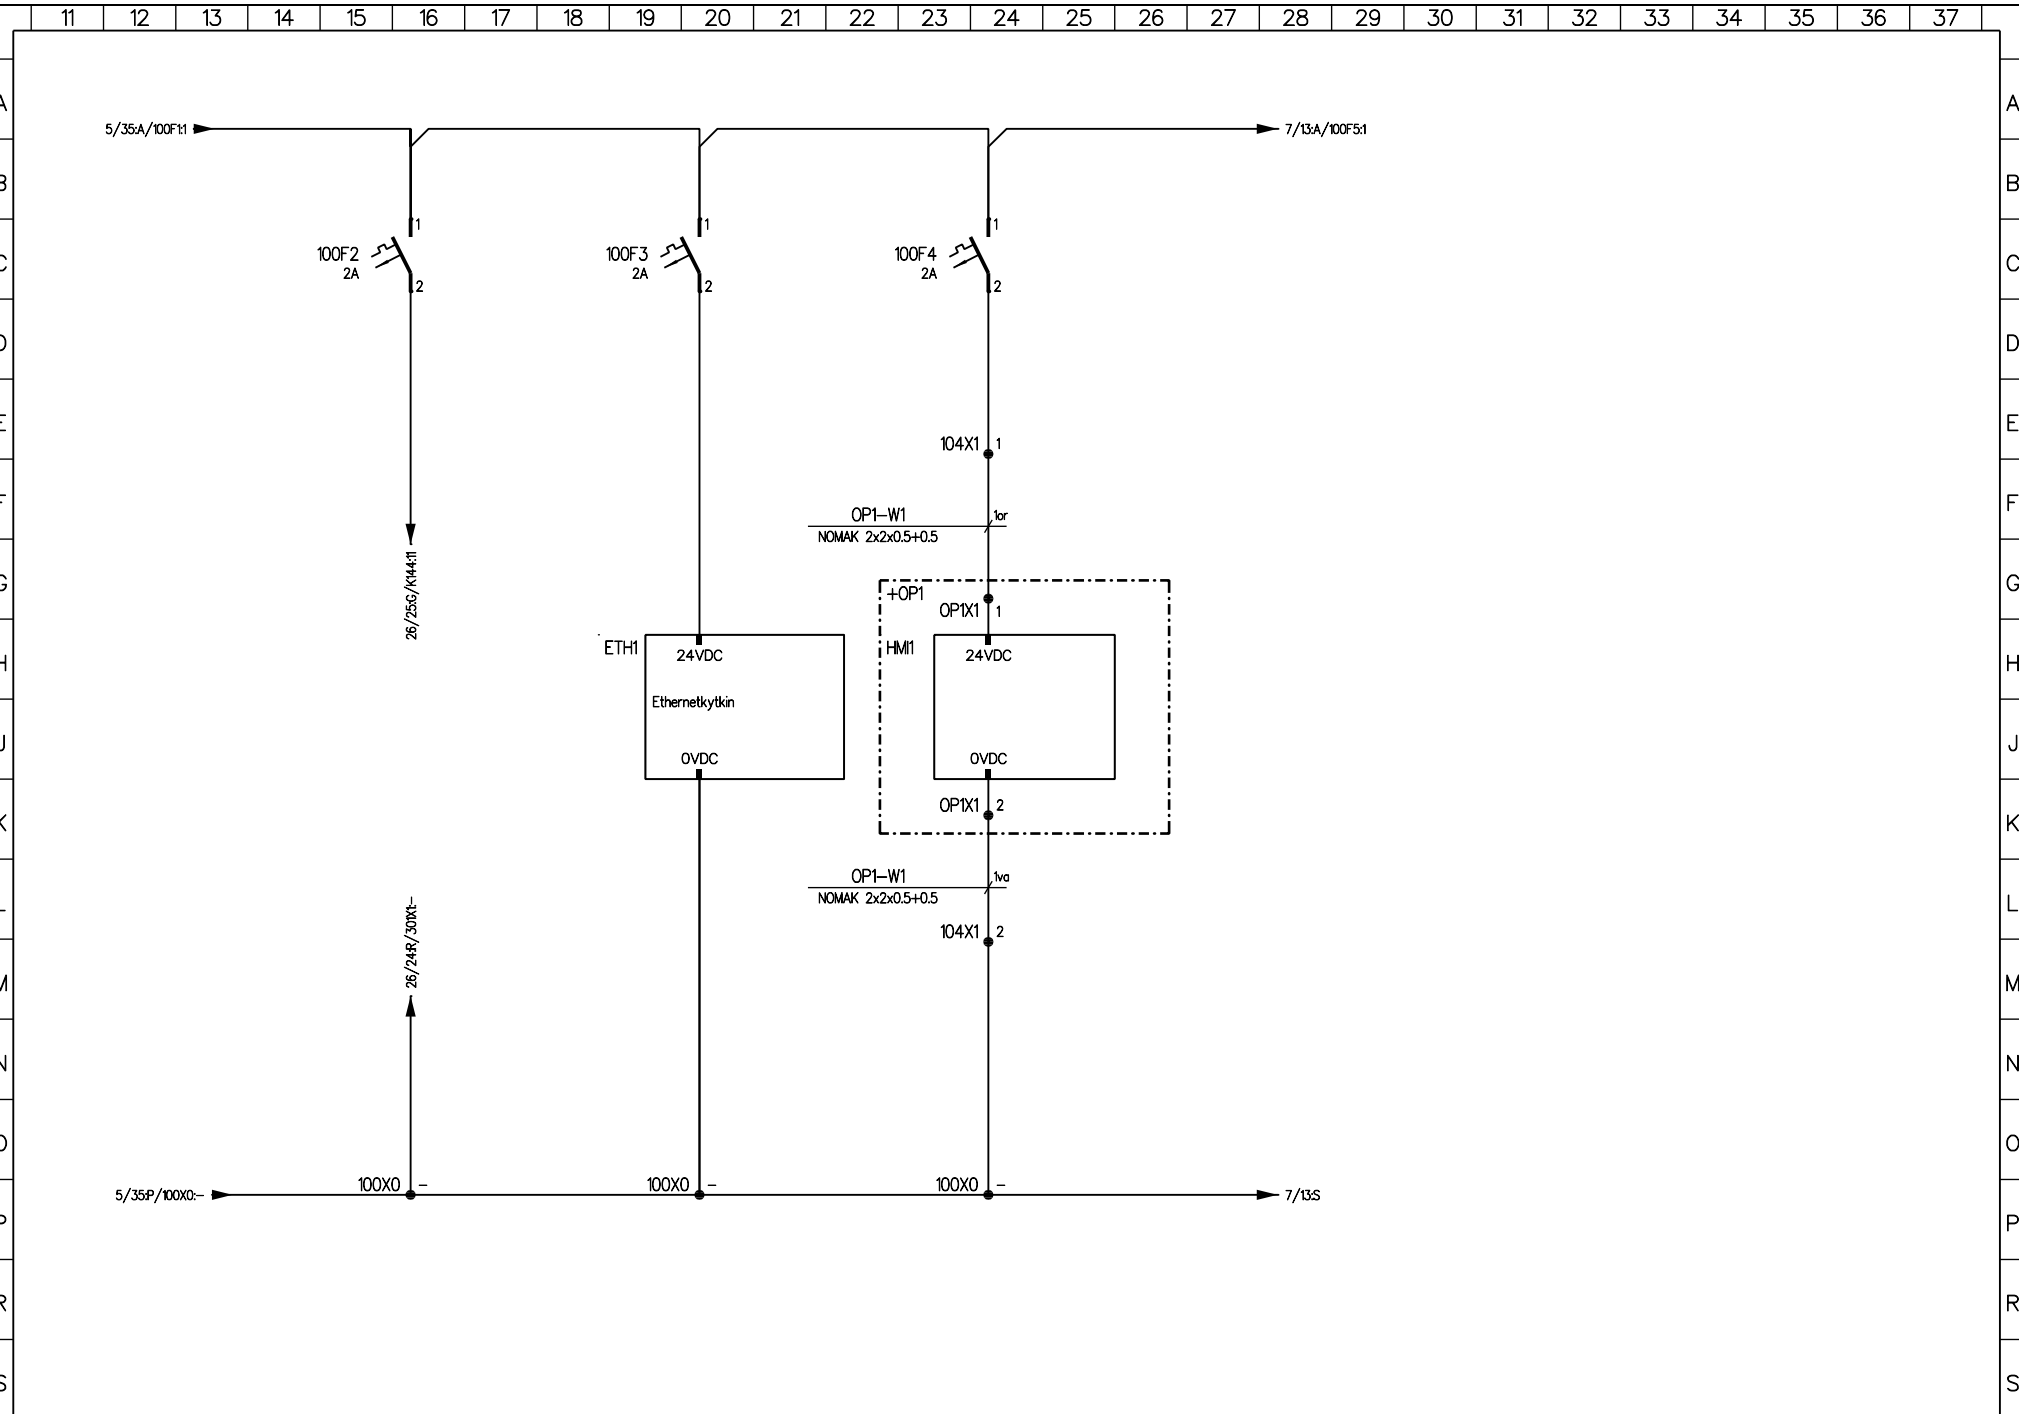 11 12 13 14 15 16 17 18 19 20 21 22 23 24 25 26 27 28 29 30 31 32 33 34 35 36 37
A A
5/35:A/100F1:1 7/13:A/100F5:1
B B
1 1 1
100F2 100F3 100F4
C C
2A 2A 2A
2 2 2
D D
E E
104X1 1
F F
OP1-W1 1or
NOMAK 2x2x0.5+0.5
26/25:G/K144:11
G G
+OP1
OP1X1 1
ETH1 HMI1
24VDC 24VDC
H H
Ethernetkytkin
J J
0VDC 0VDC
OP1X1 2
K K
OP1-W1 1va
NOMAK 2x2x0.5+0.5
L L
104X1 2
26/24:R/301X1:-
M M
N N
O O
100X0 - 100X0 - 100X0 -
5/35:P/100X0:- 7/13:S
P P
R R
S S